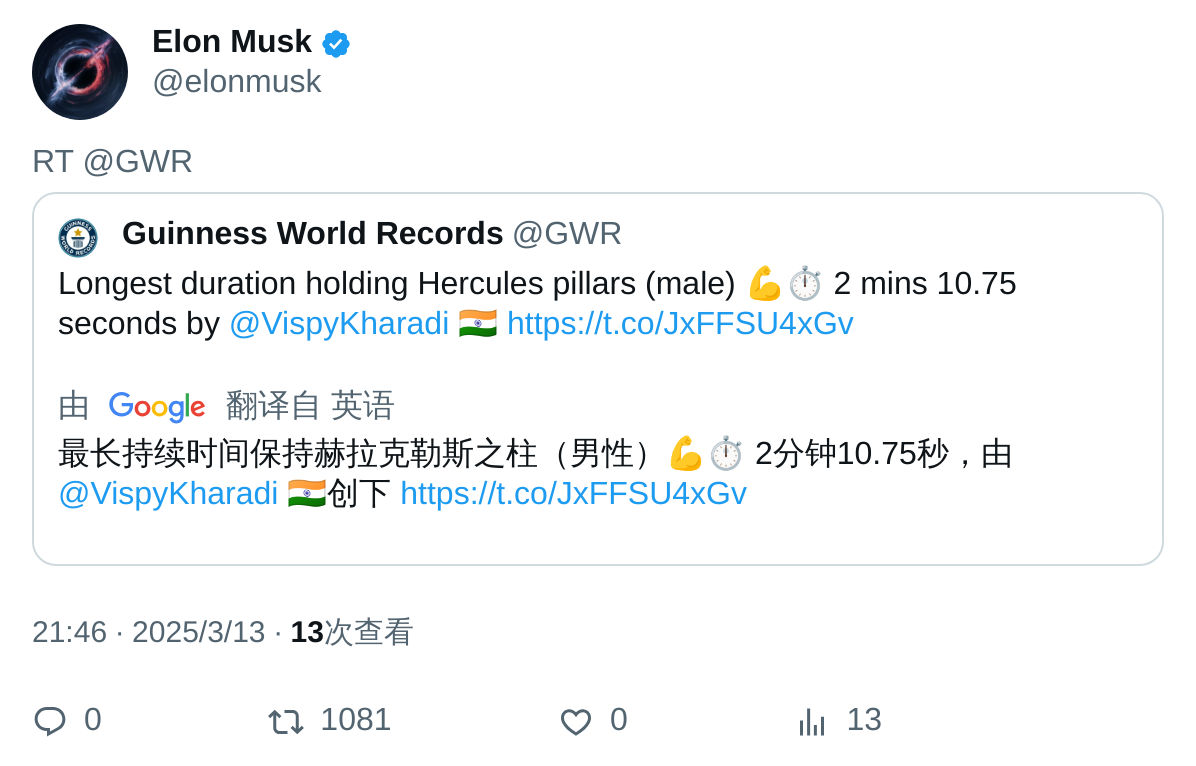 Elon Musk
@elonmusk
RT @GWR
Guinness World Records @GWR
Longest duration holding Hercules pillars (male) 💪⏱️ 2 mins 10.75
seconds by @VispyKharadi 🇮🇳 https://t.co/JxFFSU4xGv
由 Google 翻译自 英语
最长持续时间保持赫拉克勒斯之柱（男性）💪⏱️ 2分钟10.75秒，由
@VispyKharadi 🇮🇳创下 https://t.co/JxFFSU4xGv
21:46 · 2025/3/13 · 13次查看
0 1081 0 13